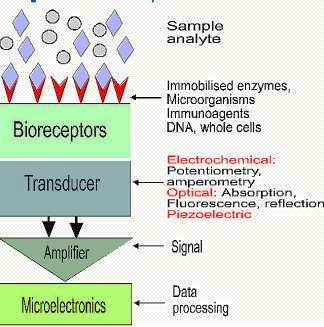 Sample
analyte
Immobilised enzymes,
Microorganisms
Immunoagents
DNA, whole cells
Bioreceptors
Electrochemical:
Potentiometry,
amperometry
Optical: Absorption,
Fluorescence, reflection
Piezoelectric
Transducer
Amplifier
Signal
Microelectronics
Data
processing